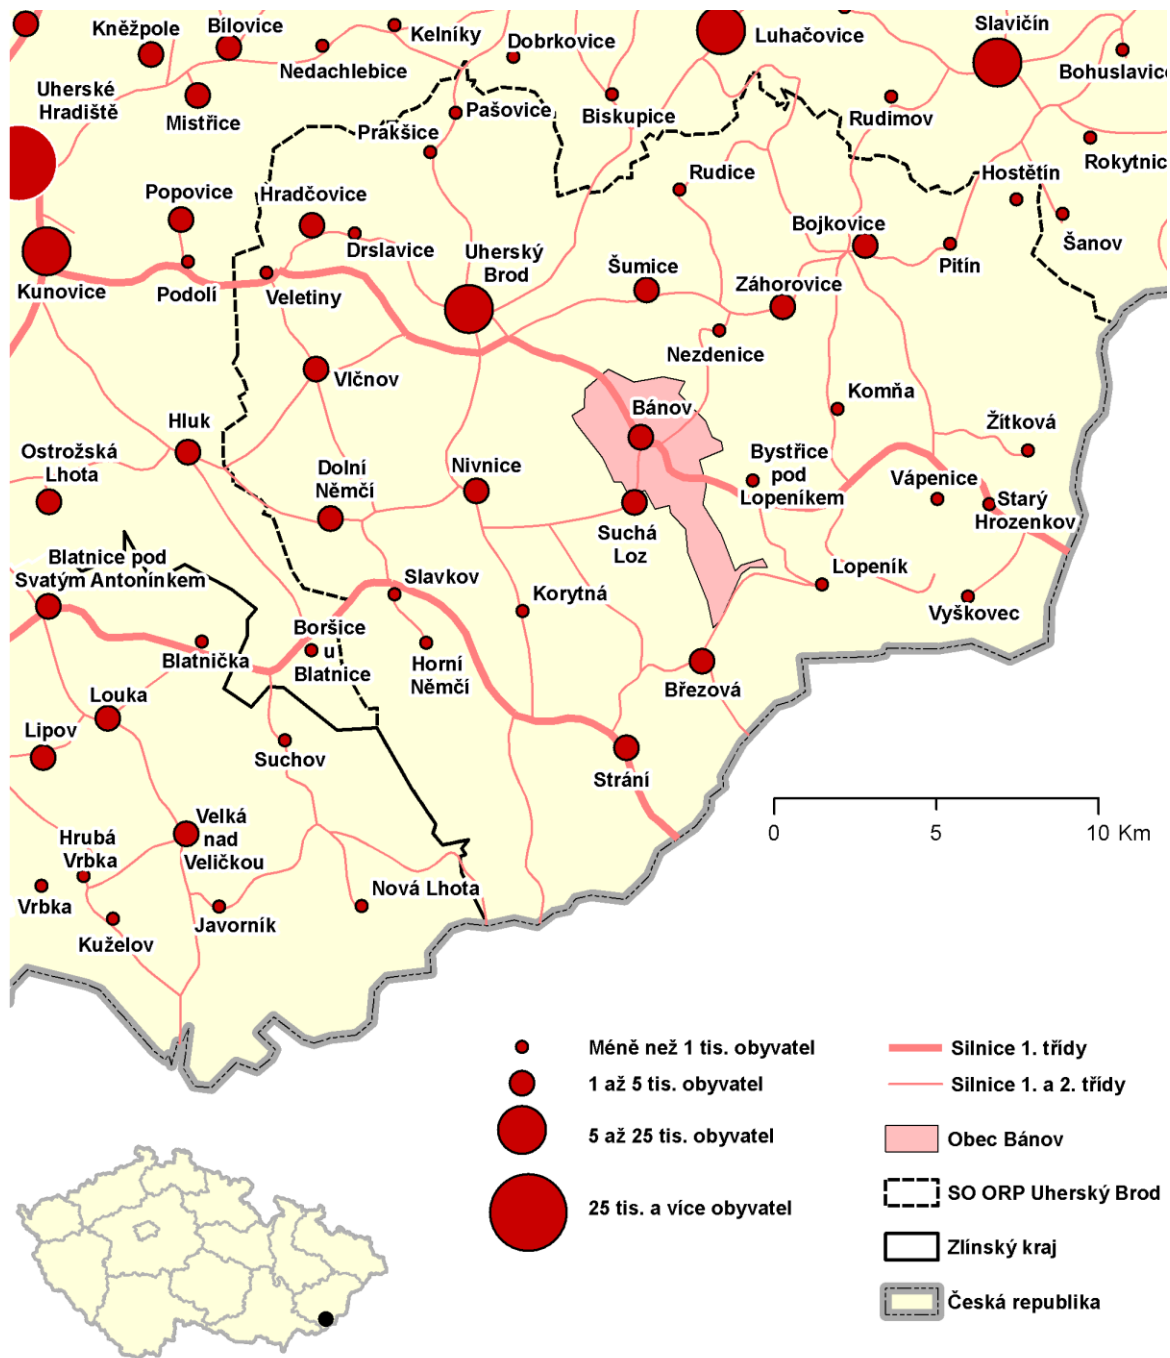 Kněžpole
Bílovice
Kelníky
Nedachlebice
Dobrkovice
Luhačovice
Slavičín
Bohuslavice
Uherské
Hradiště
Mistřice
Prakšice
Pašovice
Biskupice
Rudimov
Rokytnic
Hostětín
Popovice
Hradčovice
Drslavice
Uherský
Brod
Rudice
Bojkovice
Šanov
Pitín
Kunovice
Podolí
Veletiny
Šumice
Záhorovice
Nezdenice
Vlčnov
Hluk
Bánov
Komňa
Žítková
Ostrožská
Lhota
Dolní
Němčí
Nivnice
Bystřice
pod
Lopeníkem
Vápenice
Starý
Hrozenkov
Suchá
Loz
Blatnice pod
Svatým Antonínkem
Slavkov
Korytná
Lopeník
Vyškovec
Blatnička
Boršice
u
Blatnice
Horní
Němčí
Březová
Louka
Lipov
Suchov
Strání
0 5 10 Km
Velká
nad
Veličkou
Hrubá
Vrbka
Vrbka
Kuželov
Javorník
Nová Lhota
Méně než 1 tis. obyvatel
1 až 5 tis. obyvatel
5 až 25 tis. obyvatel
25 tis. a více obyvatel
Silnice 1. třídy
Silnice 1. a 2. třídy
Obec Bánov
SO ORP Uherský Brod
Zlínský kraj
Česká republika